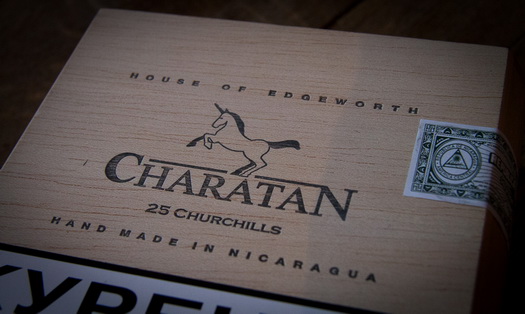 HOUSE OF EDGEWORTH
CHARATAN
25 CHURCHILLS
HAND MADE IN NICARAGUA